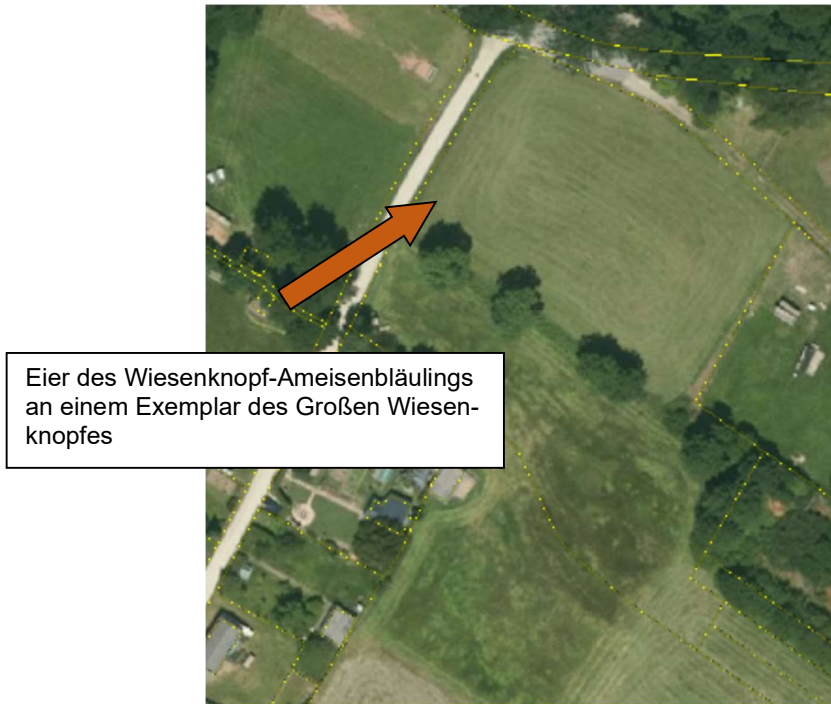 Eier des Wiesenknopf-Ameisenbläulings
an einem Exemplar des Großen Wiesen-
knopfes